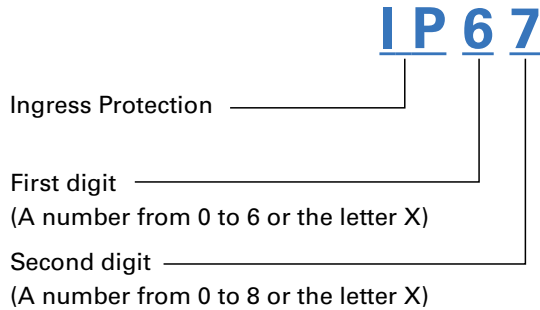 IP67
Ingress Protection
First digit
(A number from 0 to 6 or the letter X)
Second digit
(A number from 0 to 8 or the letter X)